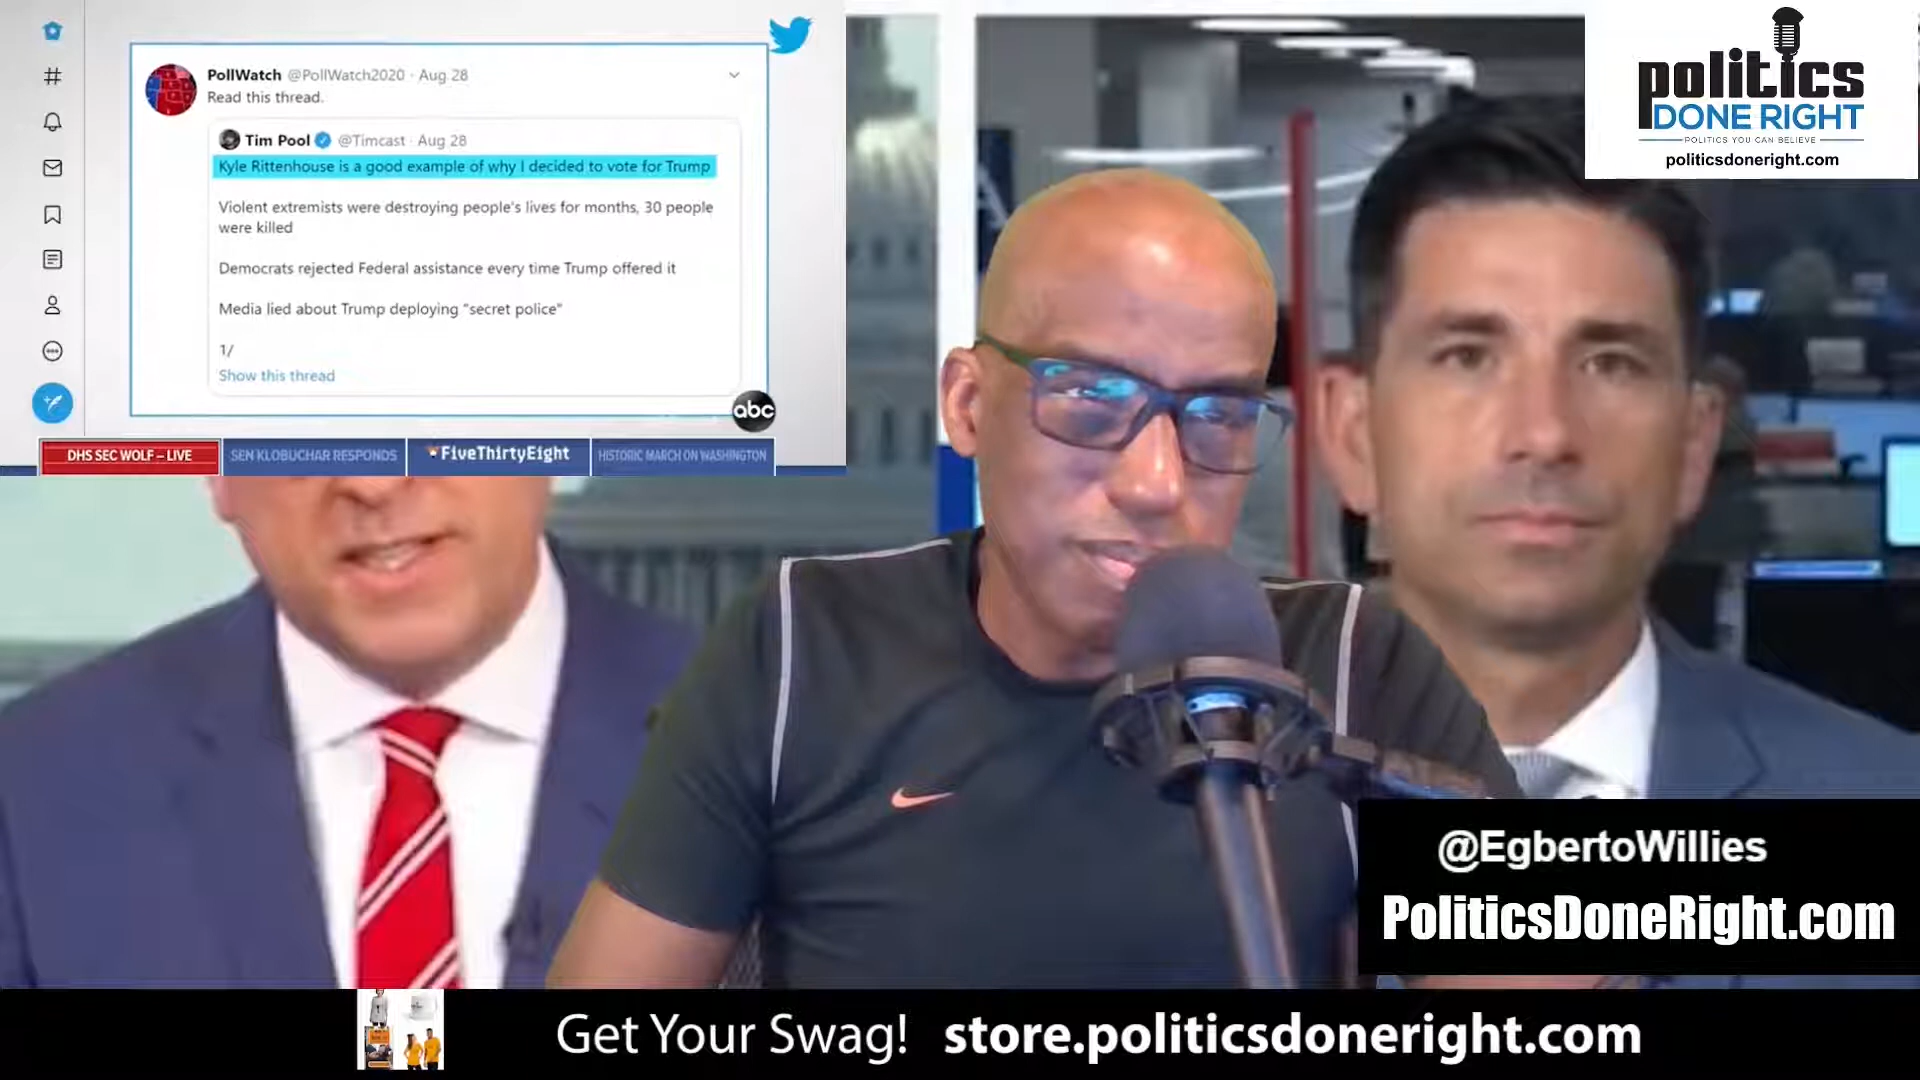 PollWatch @PollWatch2020 · Aug 28
Read this thread.
Tim Pool @Timcast · Aug 28
Kyle Rittenhouse is a good example of why I decided to vote for Trump
Violent extremists were destroying people's lives for months, 30 people
were killed
Democrats rejected Federal assistance every time Trump offered it
Media lied about Trump deploying "secret police"
1/
Show this thread
abc
DHS SEC WOLF – LIVE
SEN KLOBUCHAR RESPONDS
FiveThirtyEight
HISTORIC MARCH ON WASHINGTON
politics
DONE RIGHT
POLITICS YOU CAN BELIEVE
politicsdoneright.com
@EgbertoWillies
PoliticsDoneRight.com
Get Your Swag! store.politicsdoneright.com